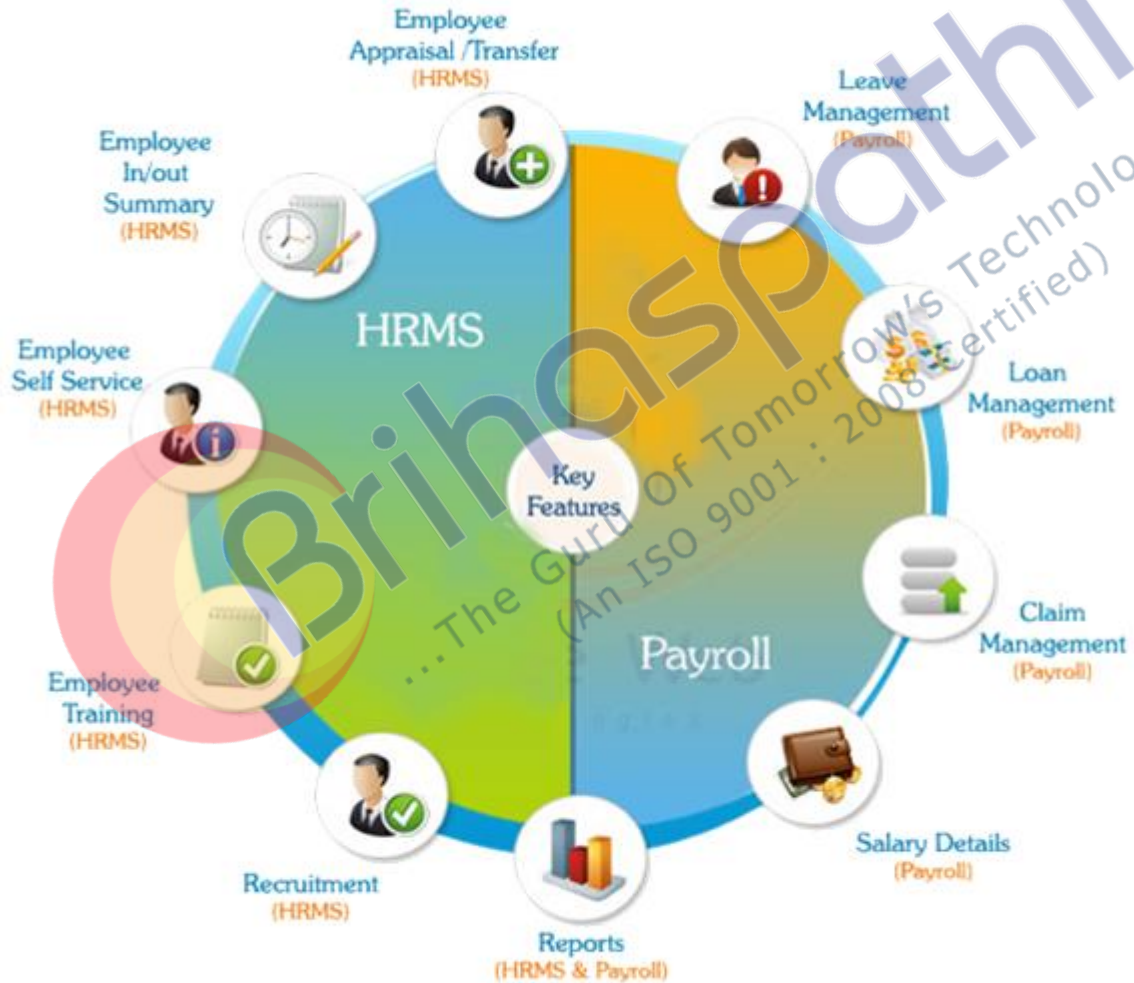 Employee
Appraisal /Transfer
(HRMS)
Leave
Management
(Payroll)
Employee
In/out
Summary
(HRMS)
HRMS
Employee
Self Service
(HRMS)
Loan
Management
(Payroll)
Key
Features
Brihaspathi
...The Guru Of Tomorrow's Technolo
(An ISO 9001 : 2008 Certified)
Claim
Management
(Payroll)
Payroll
Employee
Training
(HRMS)
Salary Details
(Payroll)
Recruitment
(HRMS)
Reports
(HRMS & Payroll)